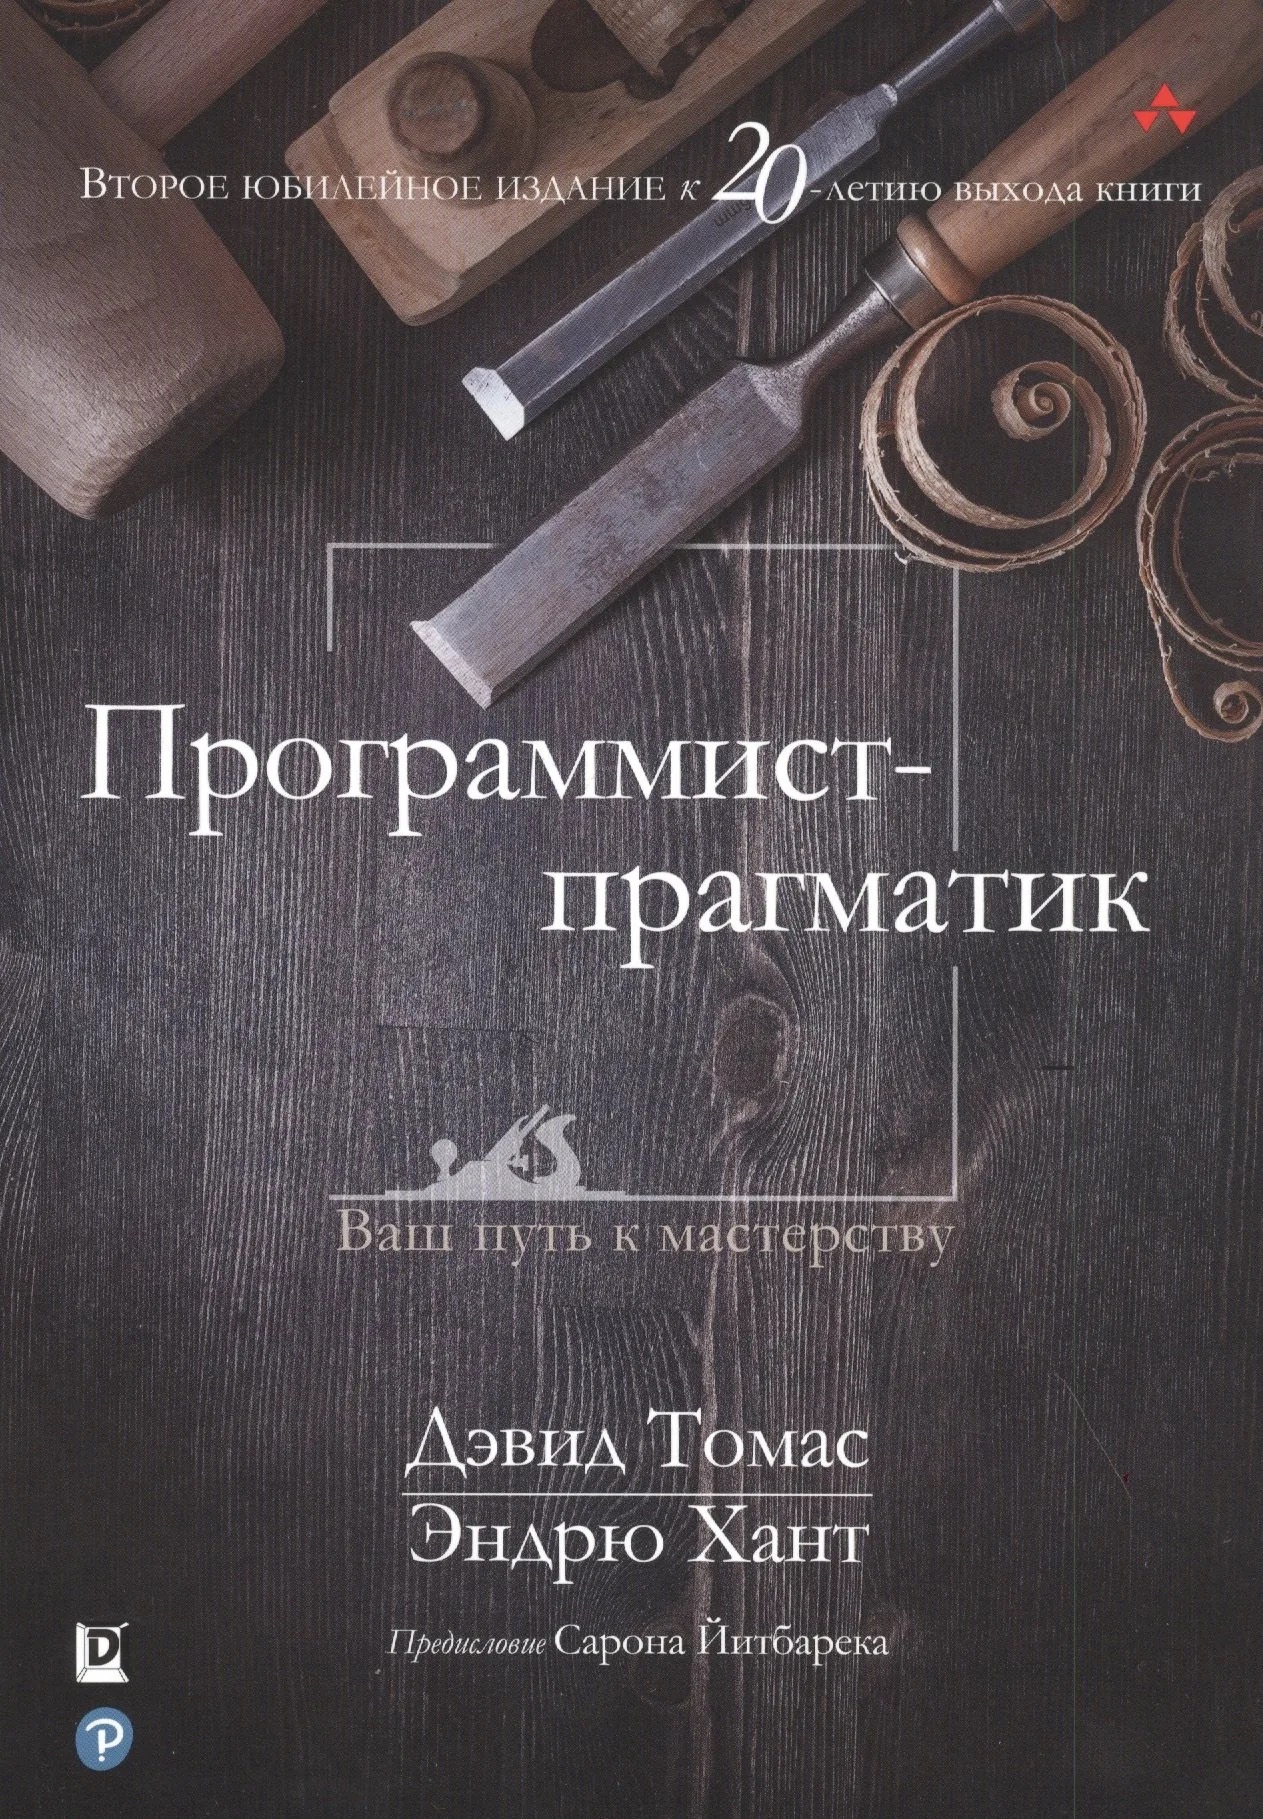 Второе юбилейное издание к 20-летию выхода книги
Программист-
прагматик
Ваш путь к мастерству
Дэвид Томас
Эндрю Хант
Предисловие Сарона Йитбарека
D
P